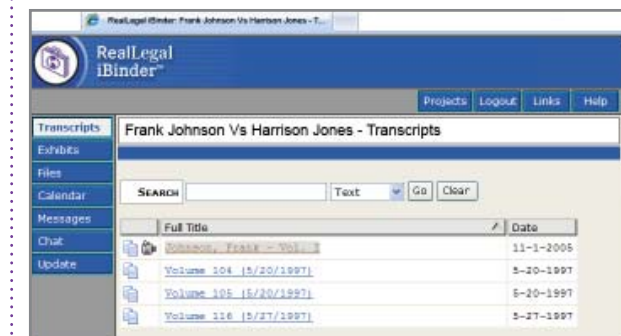 RealLegal iBinder: Frank Johnson Vs Harrison Jones - T...
RealLegal
iBinder™
Projects Logout Links Help
Transcripts
Frank Johnson Vs Harrison Jones - Transcripts
Exhibits
Files
Calendar
SEARCH Text Go Clear
Messages
Full Title Date
Chat
Johnson, Frank - Vol. I 11-1-2005
Update
Volume 104 (5/20/1997) 5-20-1997
Volume 105 (5/20/1997) 5-20-1997
Volume 116 (5/27/1997) 5-27-1997